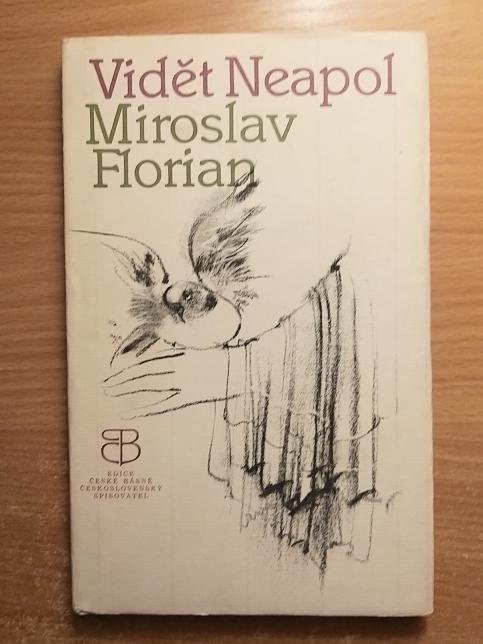 Vidět Neapol
Miroslav
Florian
EDICE
ČESKÉ BÁSNĚ
ČESKOSLOVENSKÝ
SPISOVATEL